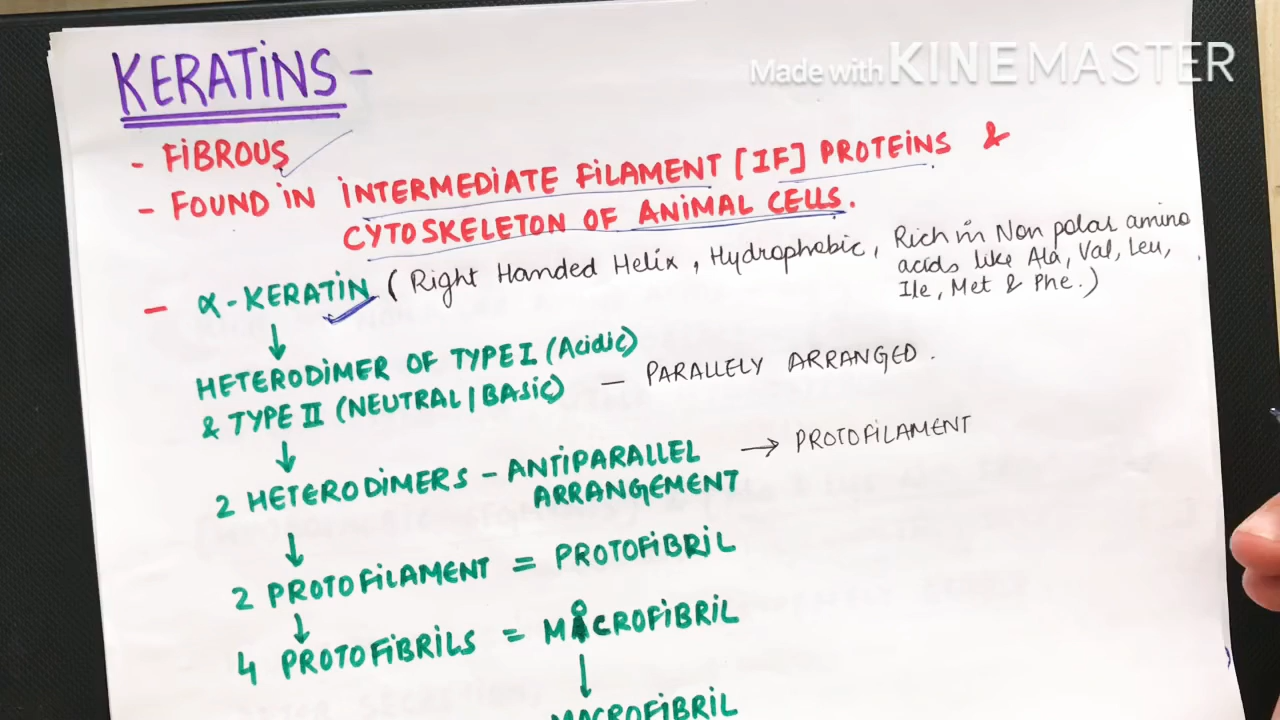 Made with KINEMASTER
KERATINS -
- FIBROUS
- FOUND IN INTERMEDIATE FILAMENT [IF] PROTEINS &
CYTOSKELETON OF ANIMAL CELLS.
- α-KERATIN (Right Handed Helix, Hydrophobic, Rich in Non polar amino
acids like Ala, Val, Leu,
Ile, Met & Phe.)
↓
HETERODIMER OF TYPE I (Acidic)
& TYPE II (NEUTRAL/BASIC) - PARALLELY ARRANGED.
↓
2 HETERODIMERS - ANTIPARALLEL → PROTOFILAMENT
ARRANGEMENT
↓
2 PROTOFILAMENT = PROTOFIBRIL
↓
4 PROTOFIBRILS = MICROFIBRIL
↓
MACROFIBRIL